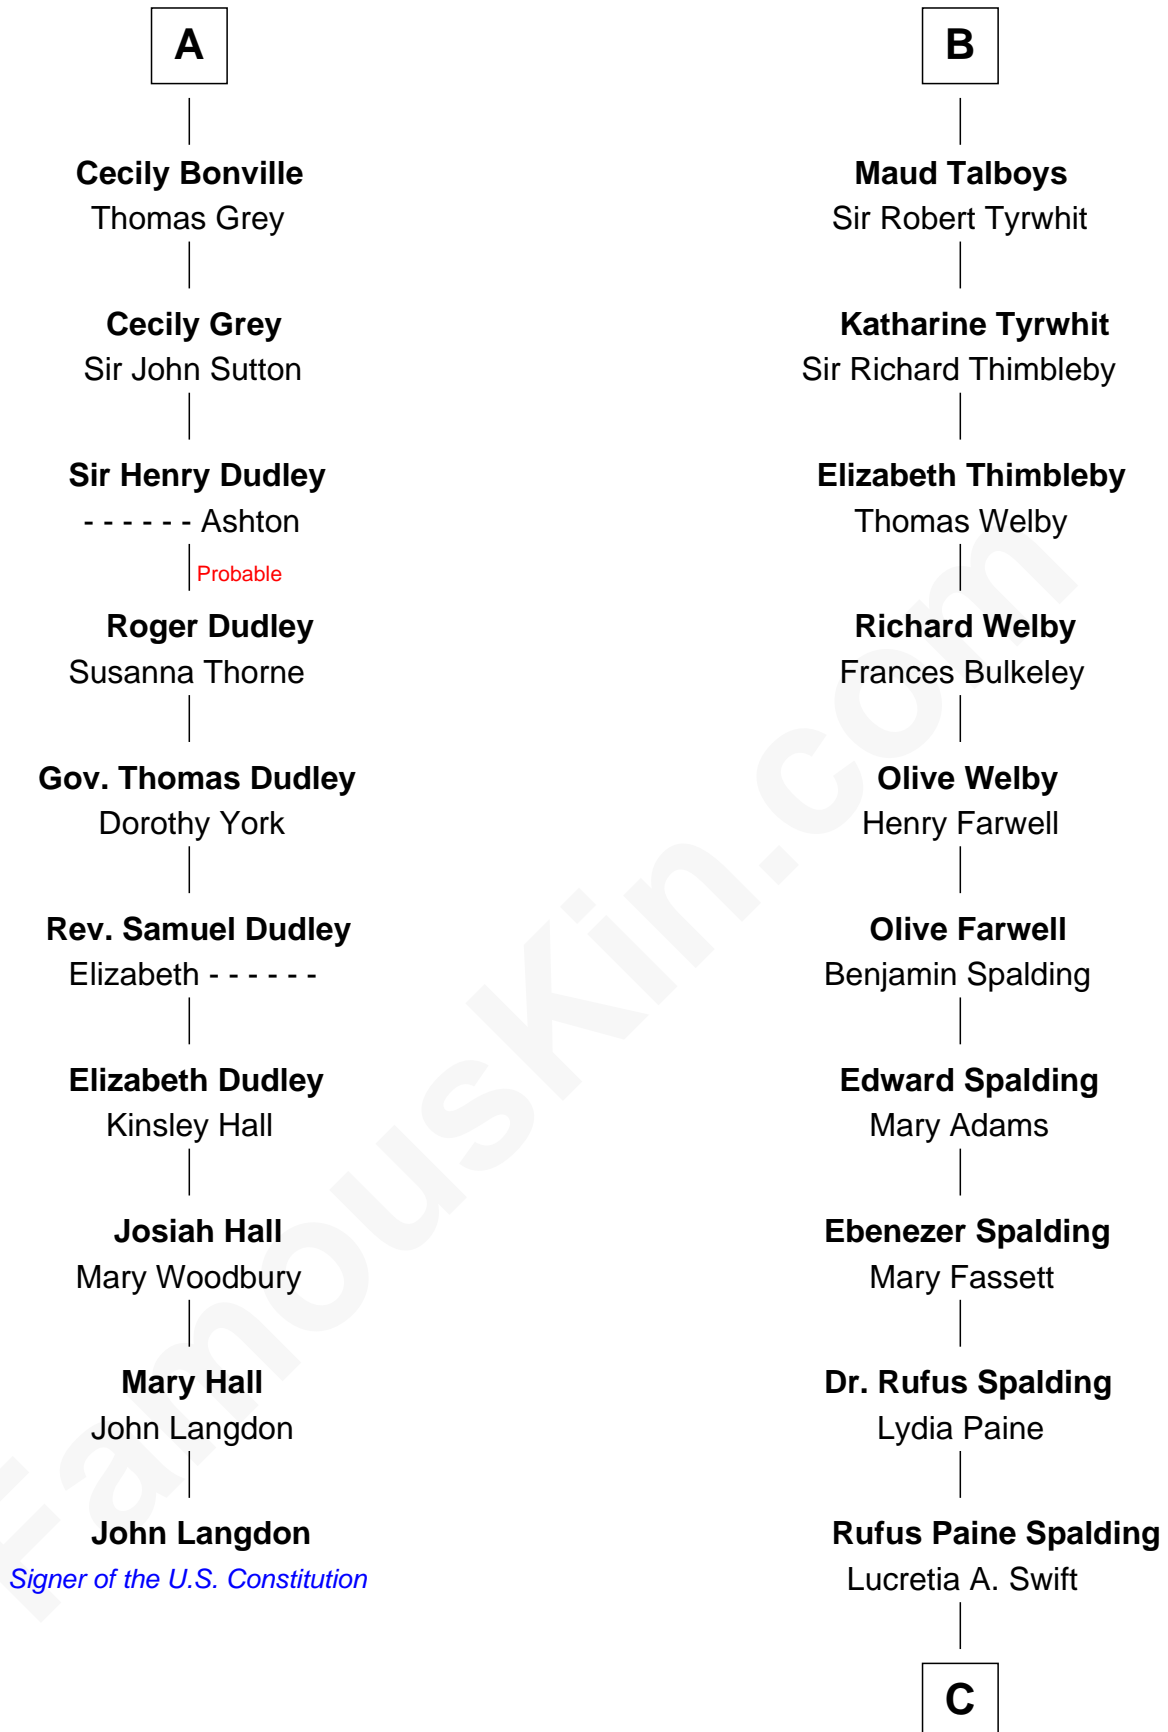 A
Cecily Bonville
Thomas Grey
Cecily Grey
Sir John Sutton
Sir Henry Dudley
- - - - - - Ashton
Probable
Roger Dudley
Susanna Thorne
Gov. Thomas Dudley
Dorothy York
Rev. Samuel Dudley
Elizabeth - - - - - -
Elizabeth Dudley
Kinsley Hall
Josiah Hall
Mary Woodbury
Mary Hall
John Langdon
John Langdon
Signer of the U.S. Constitution
B
Maud Talboys
Sir Robert Tyrwhit
Katharine Tyrwhit
Sir Richard Thimbleby
Elizabeth Thimbleby
Thomas Welby
Richard Welby
Frances Bulkeley
Olive Welby
Henry Farwell
Olive Farwell
Benjamin Spalding
Edward Spalding
Mary Adams
Ebenezer Spalding
Mary Fassett
Dr. Rufus Spalding
Lydia Paine
Rufus Paine Spalding
Lucretia A. Swift
C
FamousKin.com